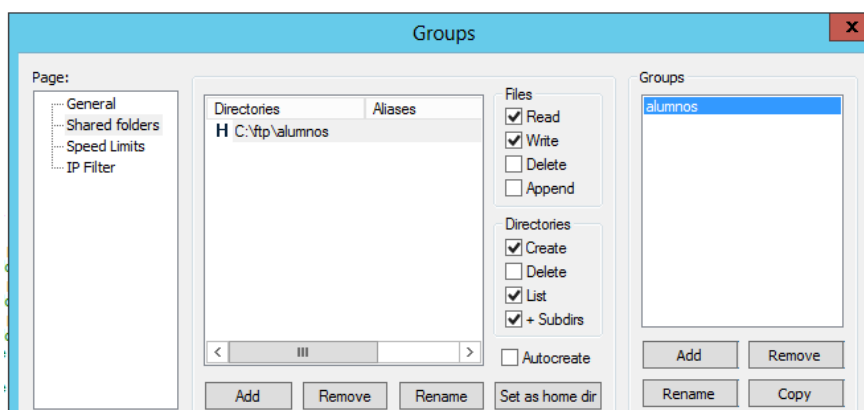 Groups
x
Page:
General
Shared folders
Speed Limits
IP Filter
Directories Aliases
H C:\ftp\alumnos
Files
Read
Write
Delete
Append
Directories
Create
Delete
List
+ Subdirs
Autocreate
Add Remove Rename Set as home dir
Groups
alumnos
Add Remove
Rename Copy